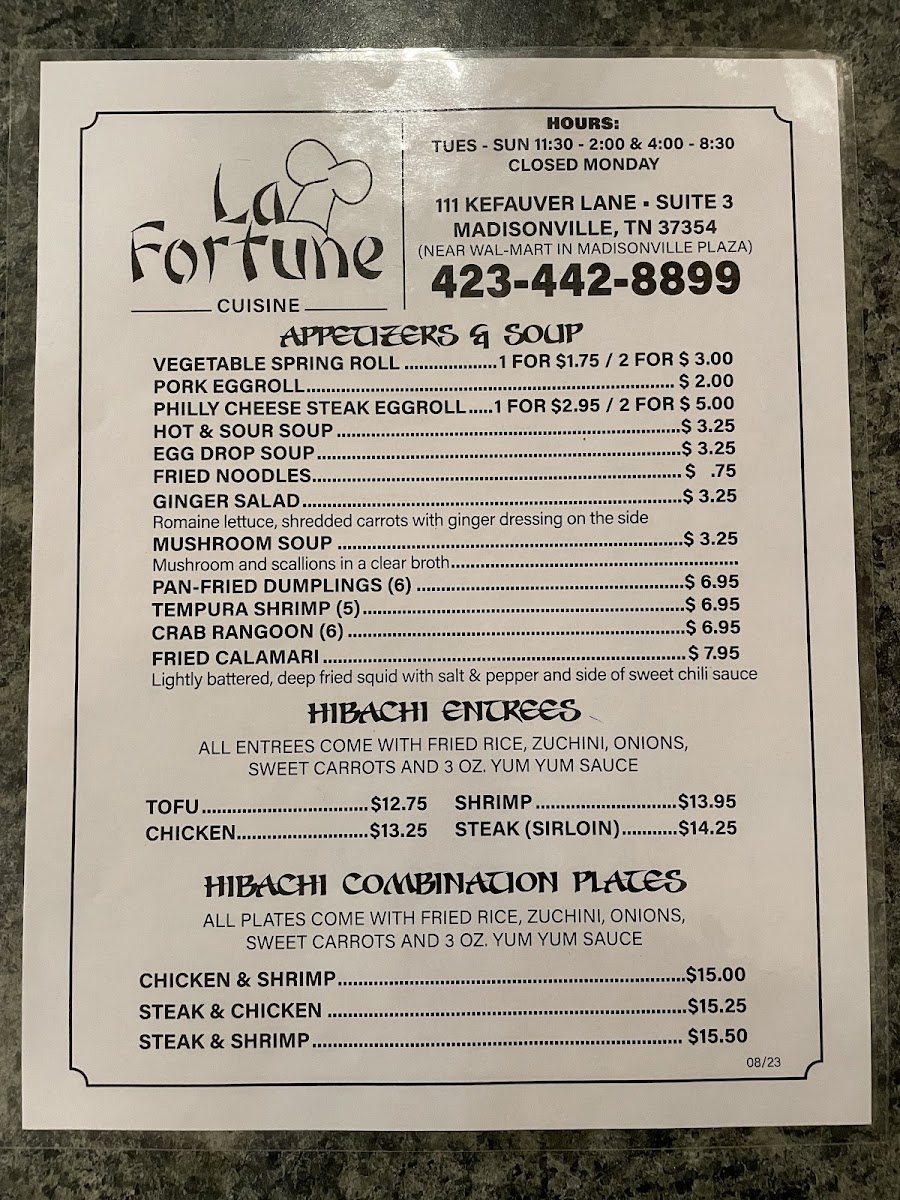 La
Fortune
CUISINE
HOURS:
TUES - SUN 11:30 - 2:00 & 4:00 - 8:30
CLOSED MONDAY
111 KEFAUVER LANE ▪ SUITE 3
MADISONVILLE, TN 37354
(NEAR WAL-MART IN MADISONVILLE PLAZA)
423-442-8899
APPETIZERS & SOUP
VEGETABLE SPRING ROLL ...................1 FOR $1.75 / 2 FOR $ 3.00
PORK EGGROLL.......................................................................... $ 2.00
PHILLY CHEESE STEAK EGGROLL.....1 FOR $2.95 / 2 FOR $ 5.00
HOT & SOUR SOUP .....................................................................$ 3.25
EGG DROP SOUP.........................................................................$ 3.25
FRIED NOODLES.......................................................................... $ .75
GINGER SALAD............................................................................$ 3.25
Romaine lettuce, shredded carrots with ginger dressing on the side
MUSHROOM SOUP .....................................................................$ 3.25
Mushroom and scallions in a clear broth..........................................................
PAN-FRIED DUMPLINGS (6) ......................................................$ 6.95
TEMPURA SHRIMP (5).................................................................$ 6.95
CRAB RANGOON (6) ....................................................................$ 6.95
FRIED CALAMARI.........................................................................$ 7.95
Lightly battered, deep fried squid with salt & pepper and side of sweet chili sauce
HIBACHI ENTREES
ALL ENTREES COME WITH FRIED RICE, ZUCHINI, ONIONS,
SWEET CARROTS AND 3 OZ. YUM YUM SAUCE
TOFU..................................$12.75 SHRIMP.............................$13.95
CHICKEN...........................$13.25 STEAK (SIRLOIN)...........$14.25
HIBACHI COMBINATION PLATES
ALL PLATES COME WITH FRIED RICE, ZUCHINI, ONIONS,
SWEET CARROTS AND 3 OZ. YUM YUM SAUCE
CHICKEN & SHRIMP......................................................................$15.00
STEAK & CHICKEN ........................................................................$15.25
STEAK & SHRIMP.......................................................................... $15.50
08/23